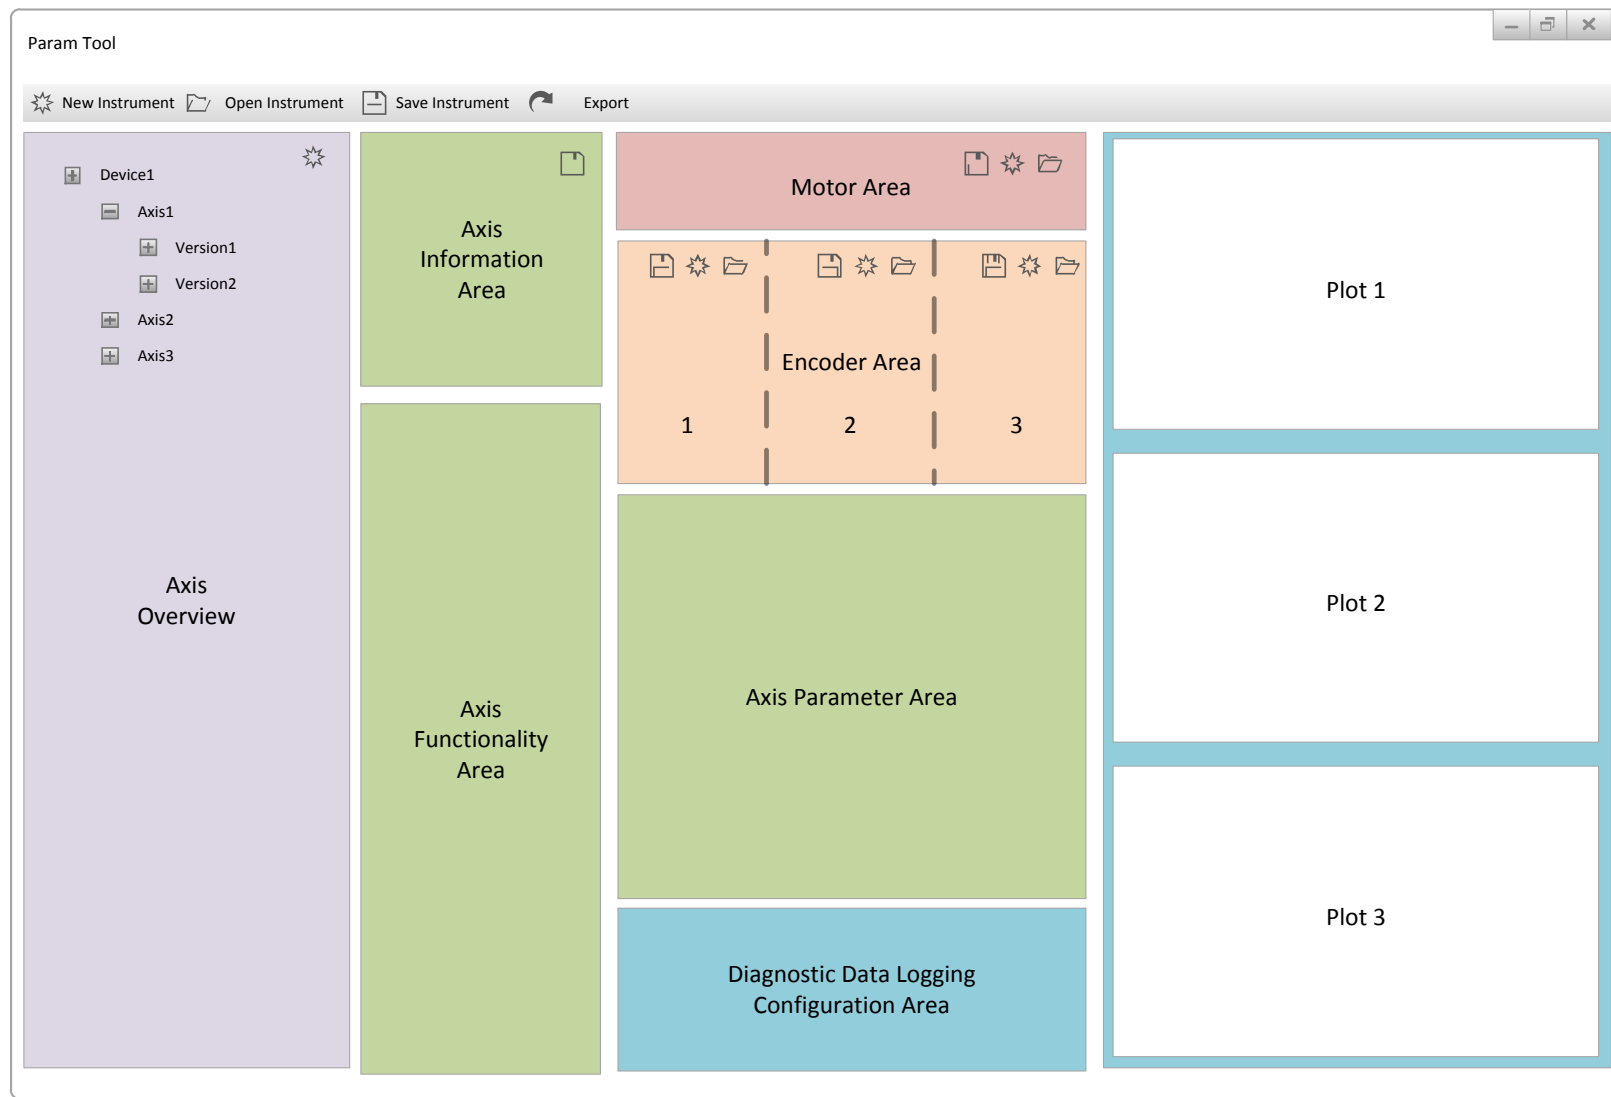 Param Tool
New Instrument
Open Instrument
Save Instrument
Export
Device1
Axis1
Version1
Version2
Axis2
Axis3
Axis
Overview
Axis
Information
Area
Axis
Functionality
Area
Motor Area
Encoder Area
1
2
3
Axis Parameter Area
Diagnostic Data Logging
Configuration Area
Plot 1
Plot 2
Plot 3